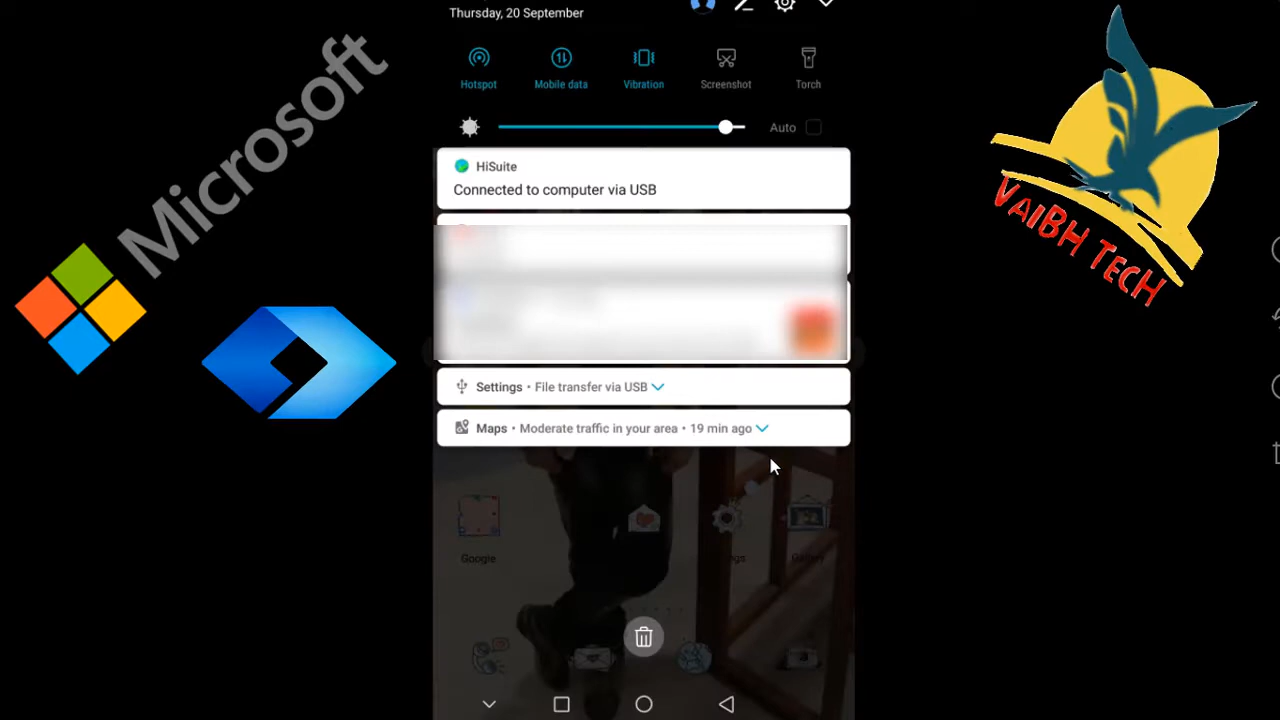 Thursday, 20 September
Hotspot
Mobile data
Vibration
Screenshot
Torch
Auto
HiSuite
Connected to computer via USB
Settings • File transfer via USB
Maps • Moderate traffic in your area • 19 min ago
Google
Microsoft
VAIBH TECH